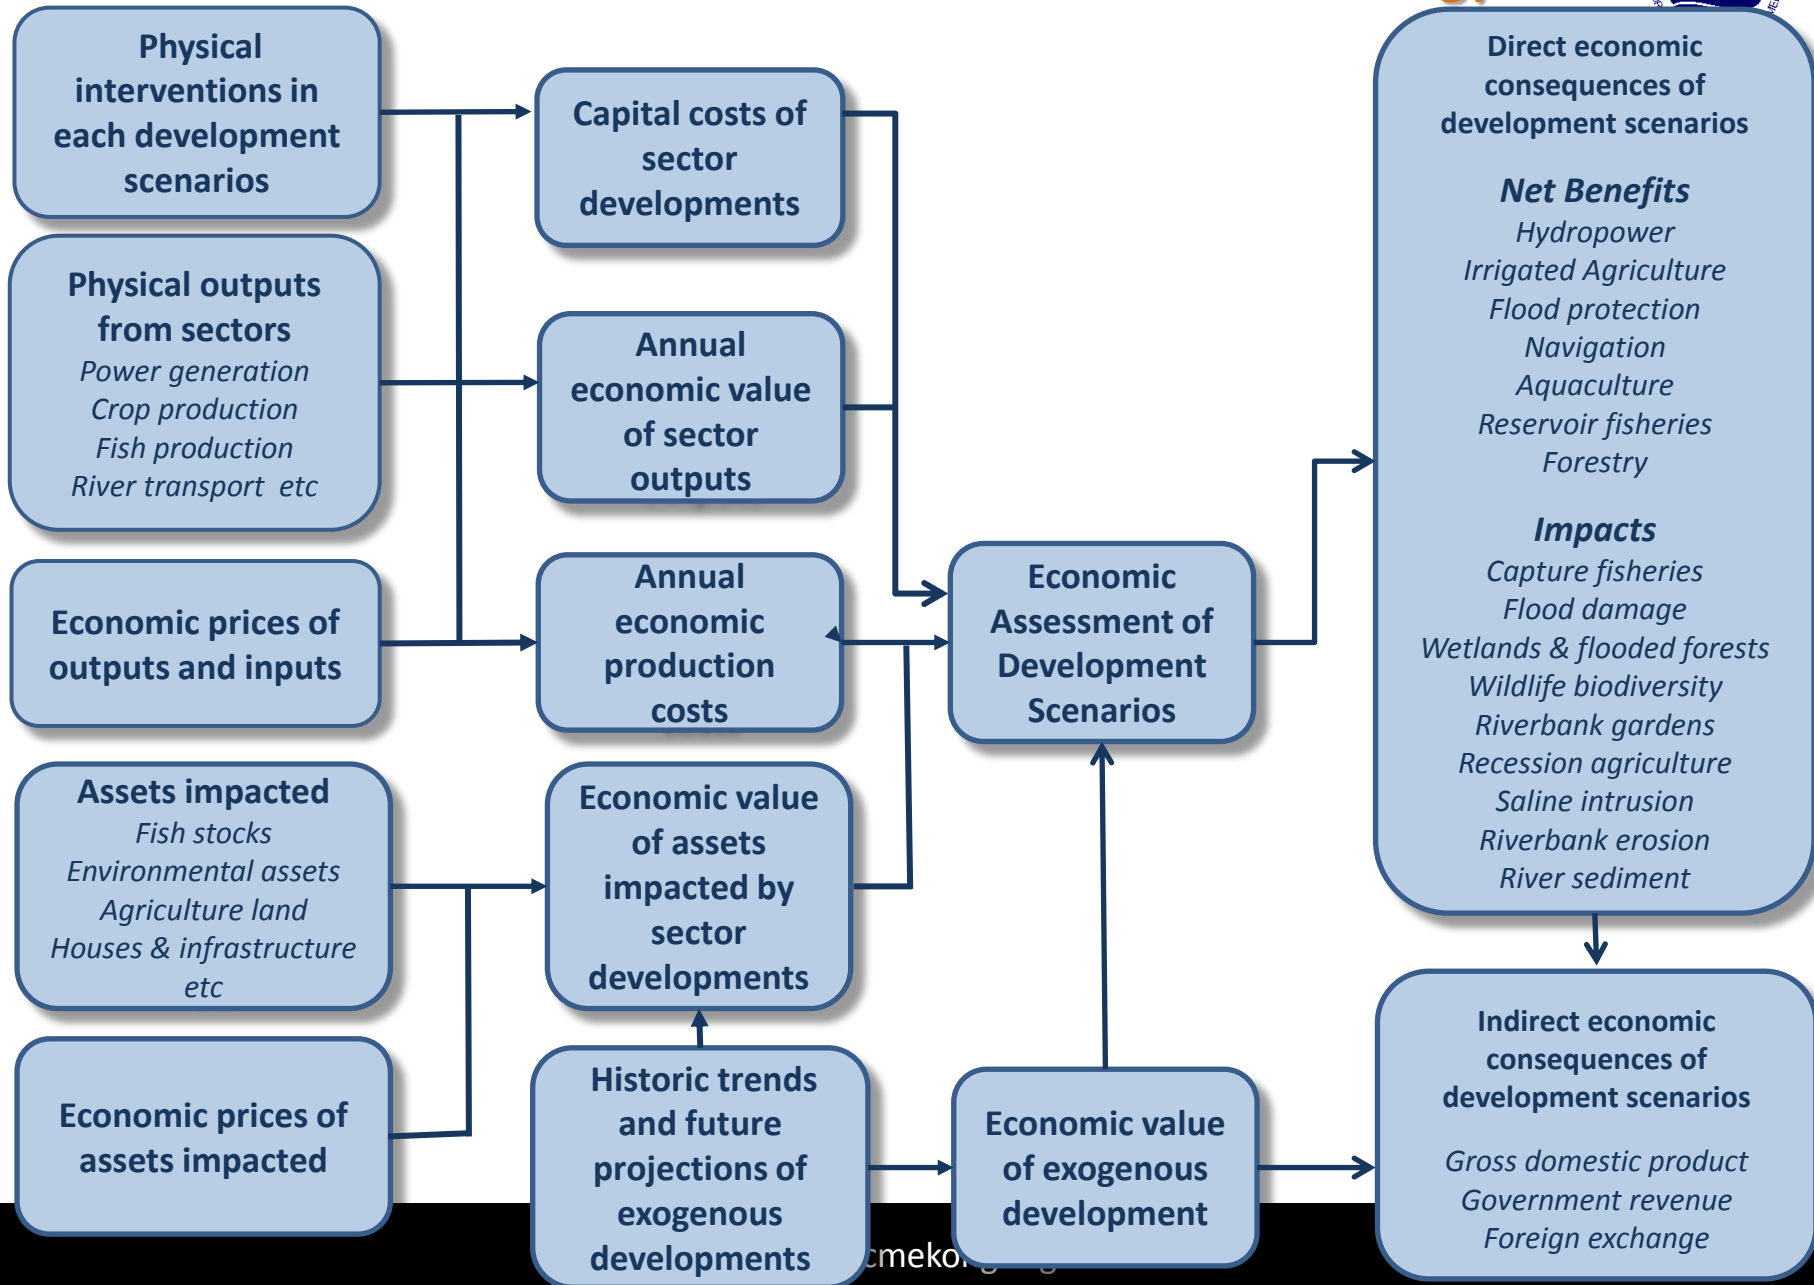 Physical
interventions in
each development
scenarios
Physical outputs
from sectors
Power generation
Crop production
Fish production
River transport etc
Economic prices of
outputs and inputs
Assets impacted
Fish stocks
Environmental assets
Agriculture land
Houses & infrastructure
etc
Economic prices of
assets impacted
Capital costs of
sector
developments
Annual
economic value
of sector
outputs
Annual
economic
production
costs
Economic value
of assets
impacted by
sector
developments
Historic trends
and future
projections of
exogenous
developments
Economic
Assessment of
Development
Scenarios
Economic value
of exogenous
development
Direct economic
consequences of
development scenarios
Net Benefits
Hydropower
Irrigated Agriculture
Flood protection
Navigation
Aquaculture
Reservoir fisheries
Forestry
Impacts
Capture fisheries
Flood damage
Wetlands & flooded forests
Wildlife biodiversity
Riverbank gardens
Recession agriculture
Saline intrusion
Riverbank erosion
River sediment
Indirect economic
consequences of
development scenarios
Gross domestic product
Government revenue
Foreign exchange